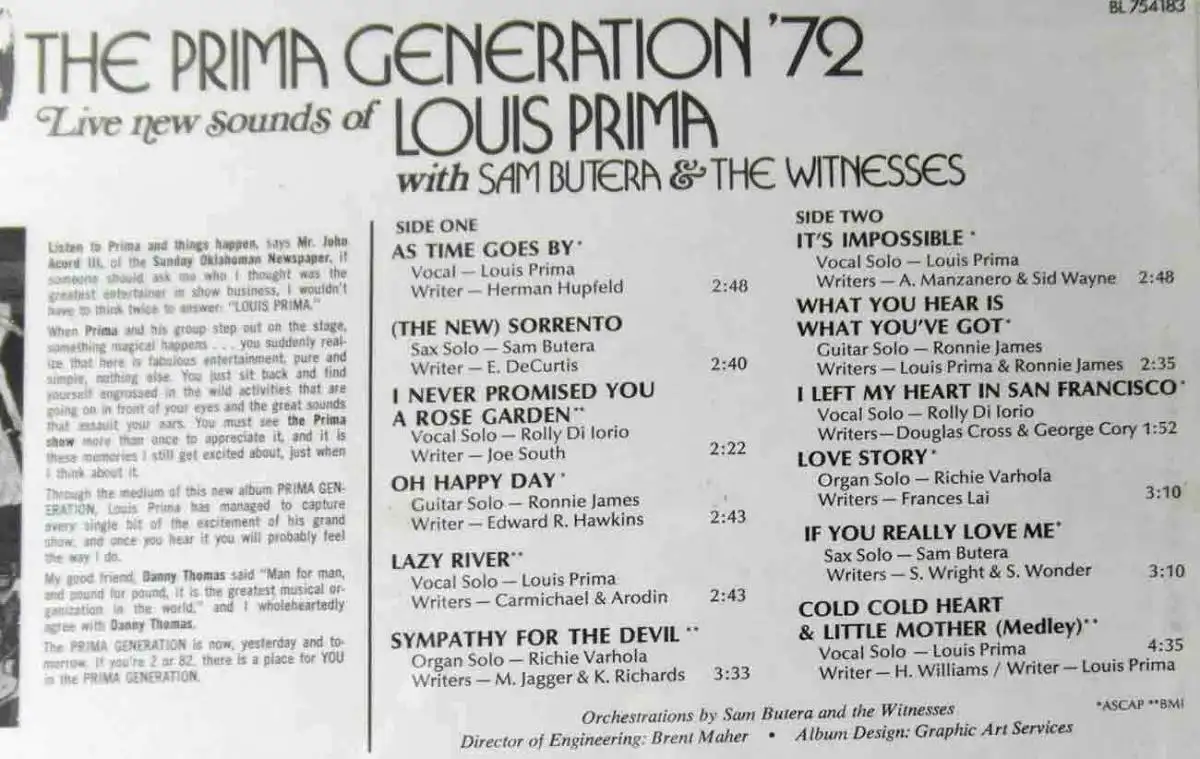 BL 754183
THE PRIMA GENERATION '72
Live new sounds of LOUIS PRIMA
with SAM BUTERA & THE WITNESSES
Listen to Prima and things happen, says Mr. John
Acord III, of the Sunday Oklahoman Newspaper, if
someone should ask me who I thought was the
greatest entertainer in show business, I wouldn't
have to think twice to answer: "LOUIS PRIMA."
When Prima and his group step out on the stage,
something magical happens . . . you suddenly real-
ize that here is fabulous entertainment, pure and
simple, nothing else. You just sit back and find
yourself engrossed in the wild activities that are
going on in front of your eyes and the great sounds
that assault your ears. You must see the Prima
show more than once to appreciate it, and it is
these memories I still get excited about, just when
I think about it.
Through the medium of this new album PRIMA GEN-
ERATION, Louis Prima has managed to capture
every single bit of the excitement of his grand
show, and once you hear it you will probably feel
the way I do.
My good friend, Danny Thomas said "Man for man,
and pound for pound, it is the greatest musical or-
ganization in the world," and I wholeheartedly
agree with Danny Thomas.
The PRIMA GENERATION is now, yesterday and to-
morrow. If you're 2 or 82, there is a place for YOU
in the PRIMA GENERATION.
SIDE ONE
AS TIME GOES BY*
Vocal — Louis Prima
Writer — Herman Hupfeld 2:48
(THE NEW) SORRENTO
Sax Solo — Sam Butera
Writer — E. DeCurtis 2:40
I NEVER PROMISED YOU
A ROSE GARDEN**
Vocal Solo — Rolly Di Iorio
Writer — Joe South 2:22
OH HAPPY DAY*
Guitar Solo — Ronnie James
Writer — Edward R. Hawkins 2:43
LAZY RIVER**
Vocal Solo — Louis Prima
Writers — Carmichael & Arodin 2:43
SYMPATHY FOR THE DEVIL**
Organ Solo — Richie Varhola
Writers — M. Jagger & K. Richards 3:33
SIDE TWO
IT'S IMPOSSIBLE*
Vocal Solo — Louis Prima
Writers — A. Manzanero & Sid Wayne 2:48
WHAT YOU HEAR IS
WHAT YOU'VE GOT*
Guitar Solo — Ronnie James
Writers — Louis Prima & Ronnie James 2:35
I LEFT MY HEART IN SAN FRANCISCO*
Vocal Solo — Rolly Di Iorio
Writers—Douglass Cross & George Cory 1:52
LOVE STORY*
Organ Solo — Richie Varhola
Writers — Frances Lai 3:10
IF YOU REALLY LOVE ME*
Sax Solo — Sam Butera
Writers — S. Wright & S. Wonder 3:10
COLD COLD HEART
& LITTLE MOTHER (Medley)**
Vocal Solo — Louis Prima 4:35
Writer — H. Williams / Writer — Louis Prima
*ASCAP **BMI
Orchestrations by Sam Butera and the Witnesses
Director of Engineering: Brent Maher • Album Design: Graphic Art Services